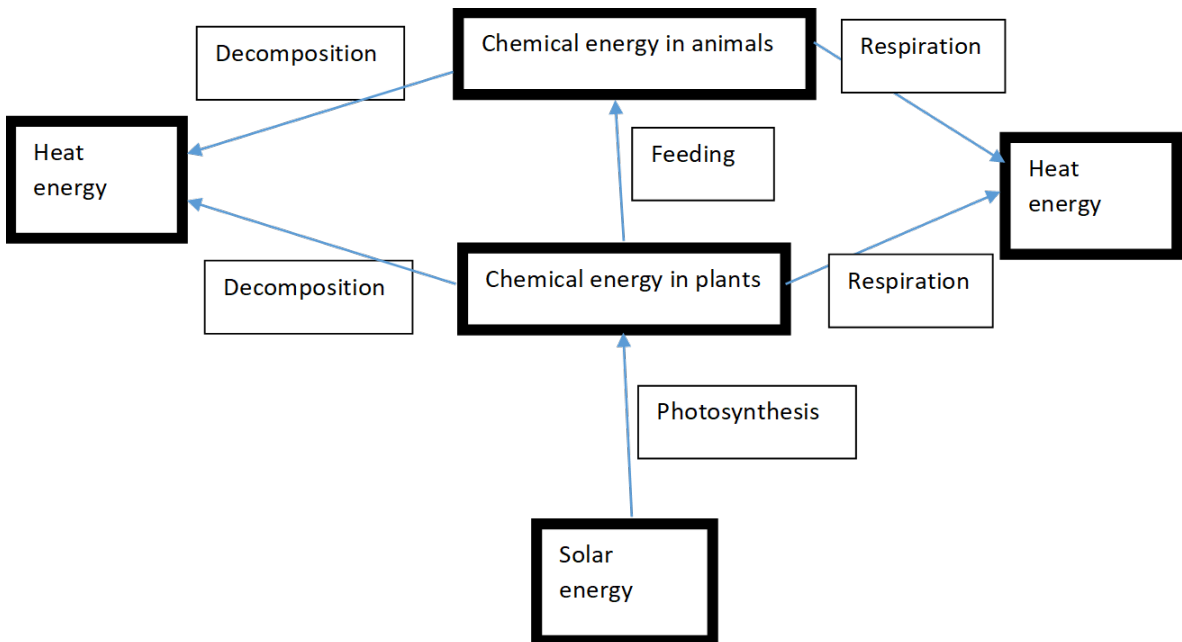 Decomposition
Chemical energy in animals
Respiration
Heat
energy
Feeding
Heat
energy
Decomposition
Chemical energy in plants
Respiration
Photosynthesis
Solar
energy